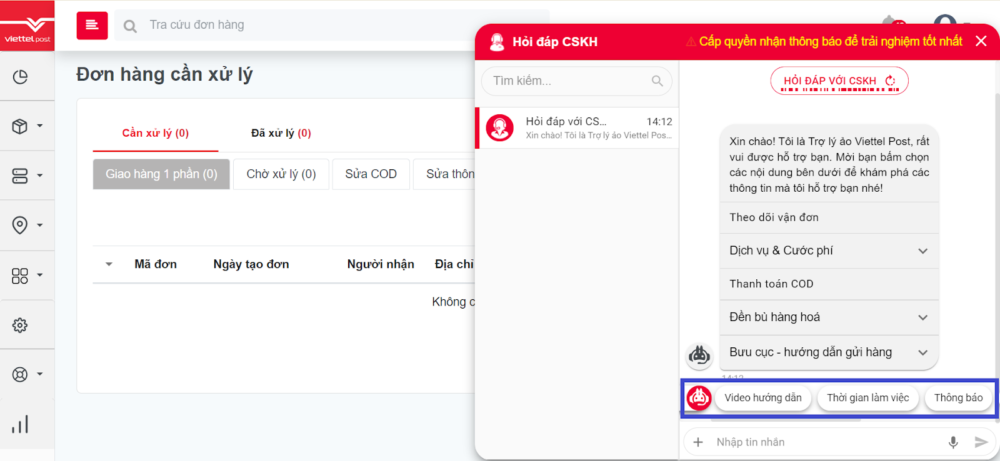 viettel post
Tra cứu đơn hàng
Đơn hàng cần xử lý
Cần xử lý (0)
Đã xử lý (0)
Giao hàng 1 phần (0)
Chờ xử lý (0)
Sửa COD
Sửa thôn
Mã đơn
Ngày tạo đơn
Người nhận
Địa chỉ
Không c
Hỏi đáp CSKH
Cấp quyền nhận thông báo để trải nghiệm tốt nhất
Tìm kiếm...
Hỏi đáp với CS...
14:12
Xin chào! Tôi là Trợ lý ảo Viettel Pos...
HỎI ĐÁP VỚI CSKH
Xin chào! Tôi là Trợ lý ảo Viettel Post, rất
vui được hỗ trợ bạn. Mời bạn bấm chọn
các nội dung bên dưới để khám phá các
thông tin mà tôi hỗ trợ bạn nhé!
Theo dõi vận đơn
Dịch vụ & Cước phí
Thanh toán COD
Đền bù hàng hoá
Bưu cục - hướng dẫn gửi hàng
14:12
Video hướng dẫn
Thời gian làm việc
Thông báo
Nhập tin nhắn